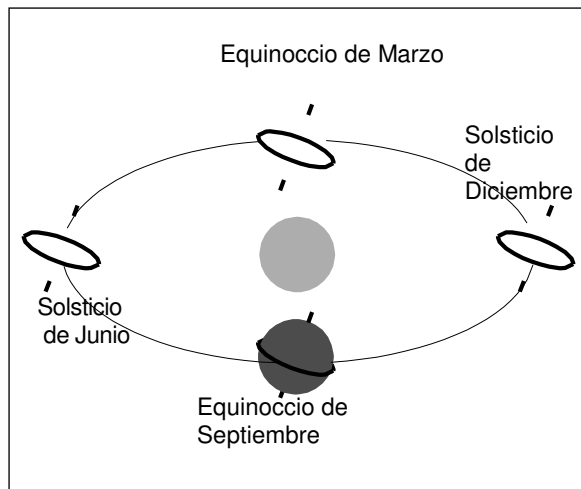 Equinoccio de Marzo
Solsticio
de
Diciembre
Solsticio
de Junio
Equinoccio de
Septiembre